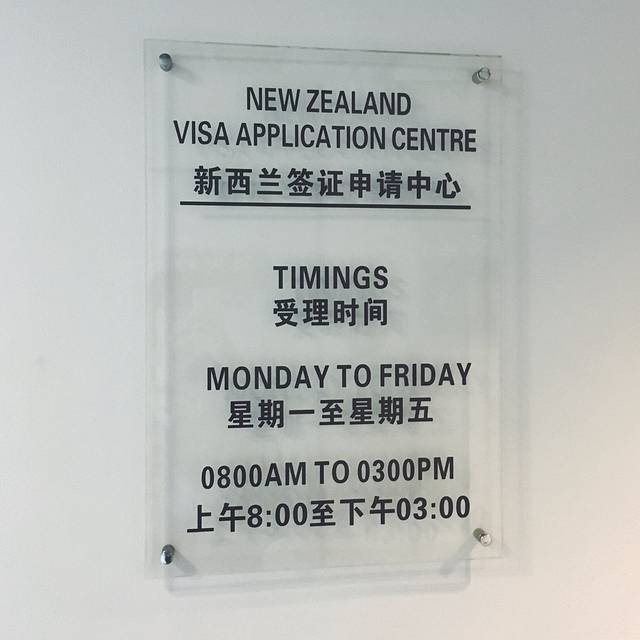 NEW ZEALAND
VISA APPLICATION CENTRE
新西兰签证申请中心
TIMINGS
受理时间
MONDAY TO FRIDAY
星期一至星期五
0800AM TO 0300PM
上午8:00至下午03:00